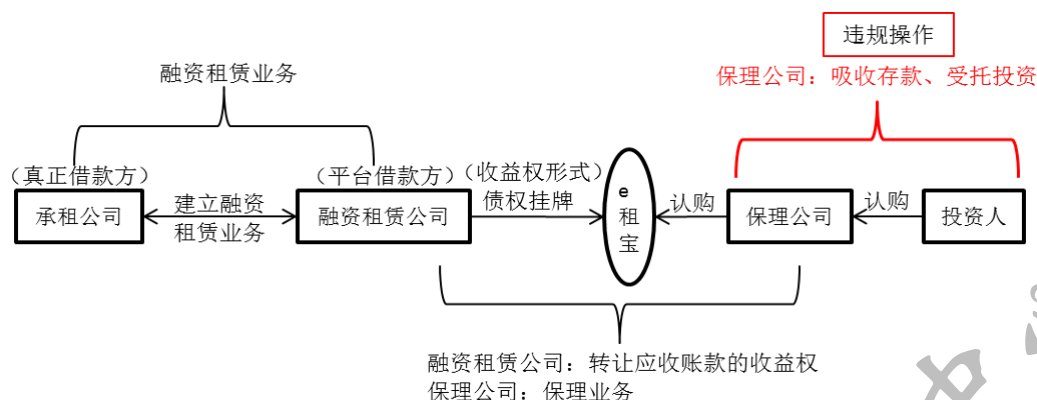 违规操作
融资租赁业务
保理公司：吸收存款、受托投资
（真正借款方）
（平台借款方）
（收益权形式）
债权挂牌
承租公司
建立融资
租赁业务
融资租赁公司
e
租
宝
认购
保理公司
认购
投资人
融资租赁公司：转让应收账款的收益权
保理公司：保理业务